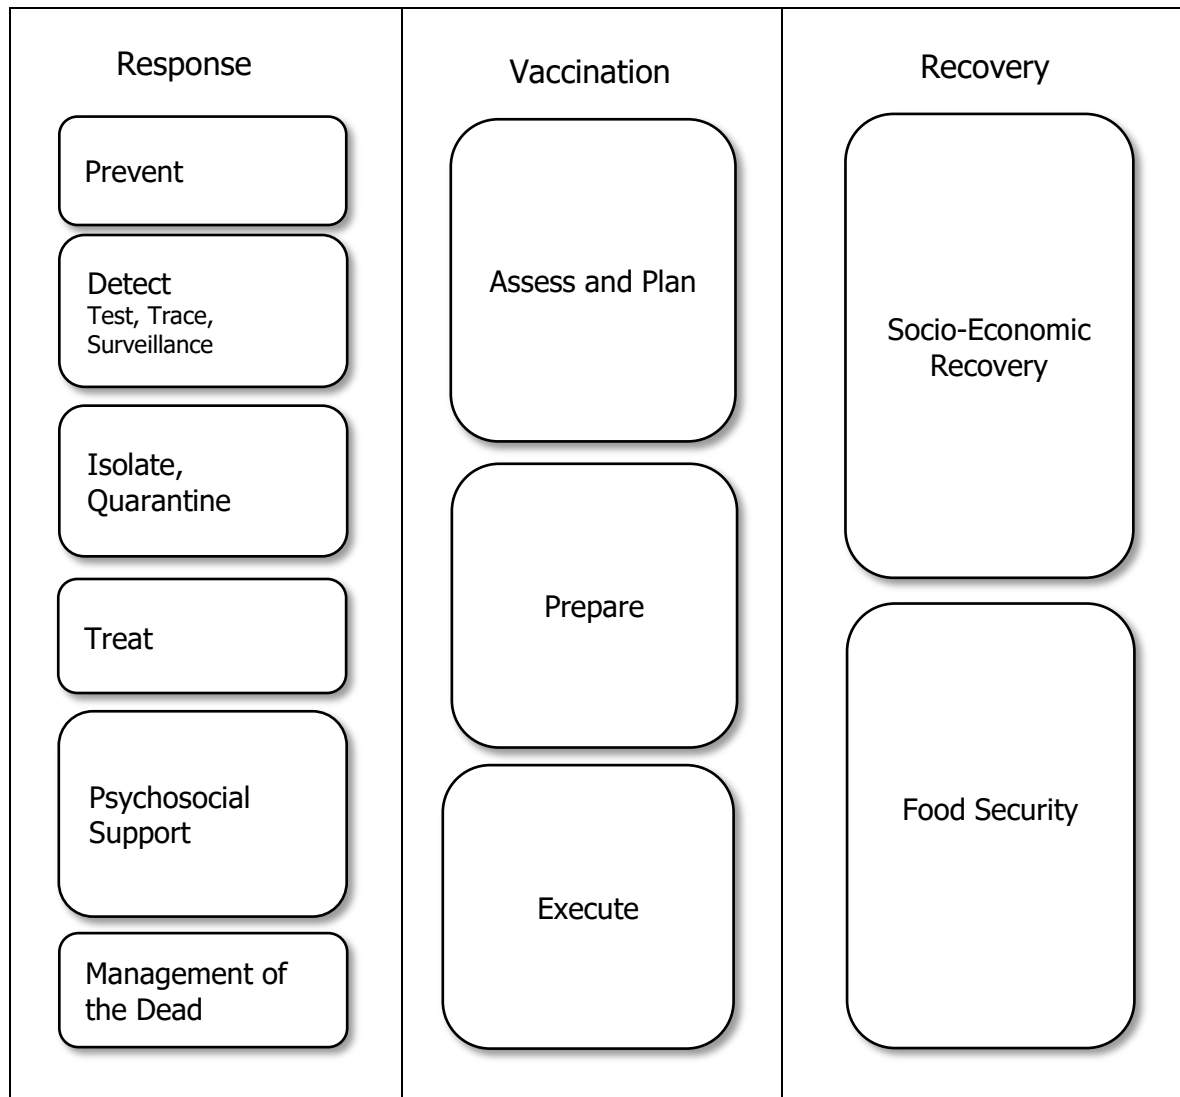 Response
Prevent
Detect
Test, Trace,
Surveillance
Isolate,
Quarantine
Treat
Psychosocial
Support
Management of
the Dead
Vaccination
Assess and Plan
Prepare
Execute
Recovery
Socio-Economic
Recovery
Food Security